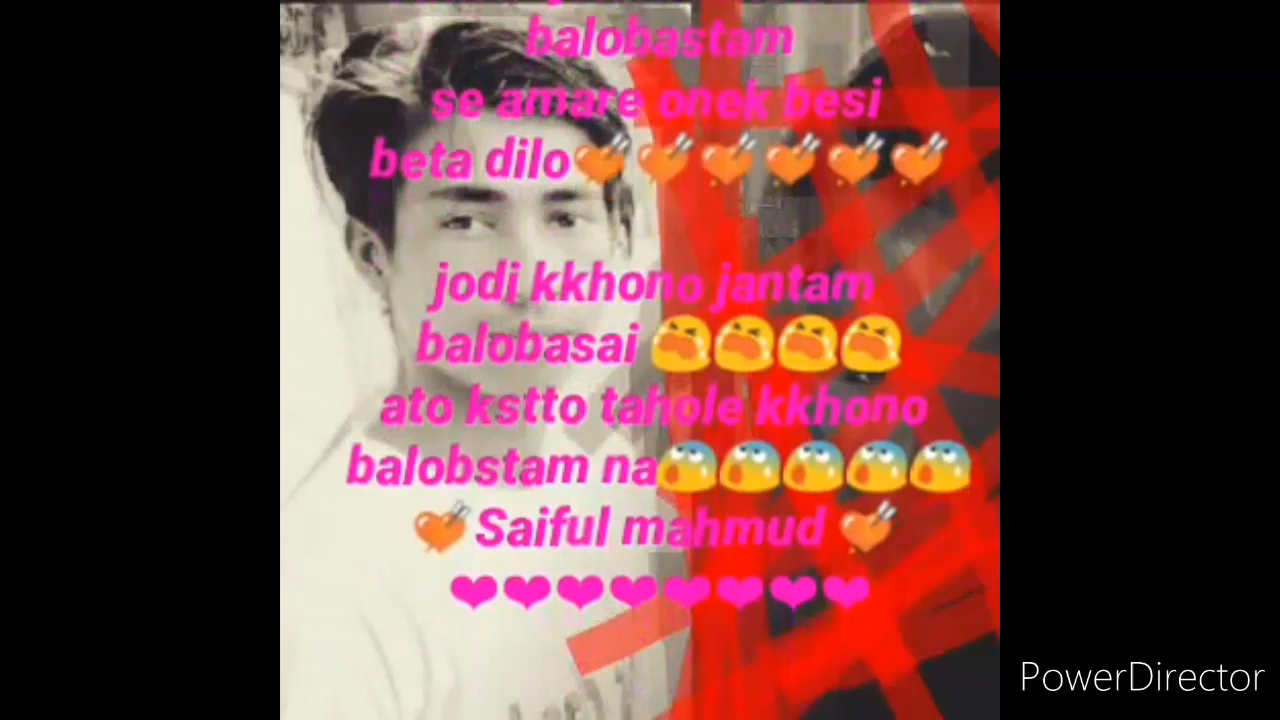 balobastam
se amare onek besi
beta dilo💘💘💘💘💘💘
jodi kkhono jantam
balobasai 😫😫😫😫
ato kstto tahole kkhono
balobstam na😰😰😰😰😰
💘Saiful mahmud 💘
❤❤❤❤❤❤❤❤
PowerDirector